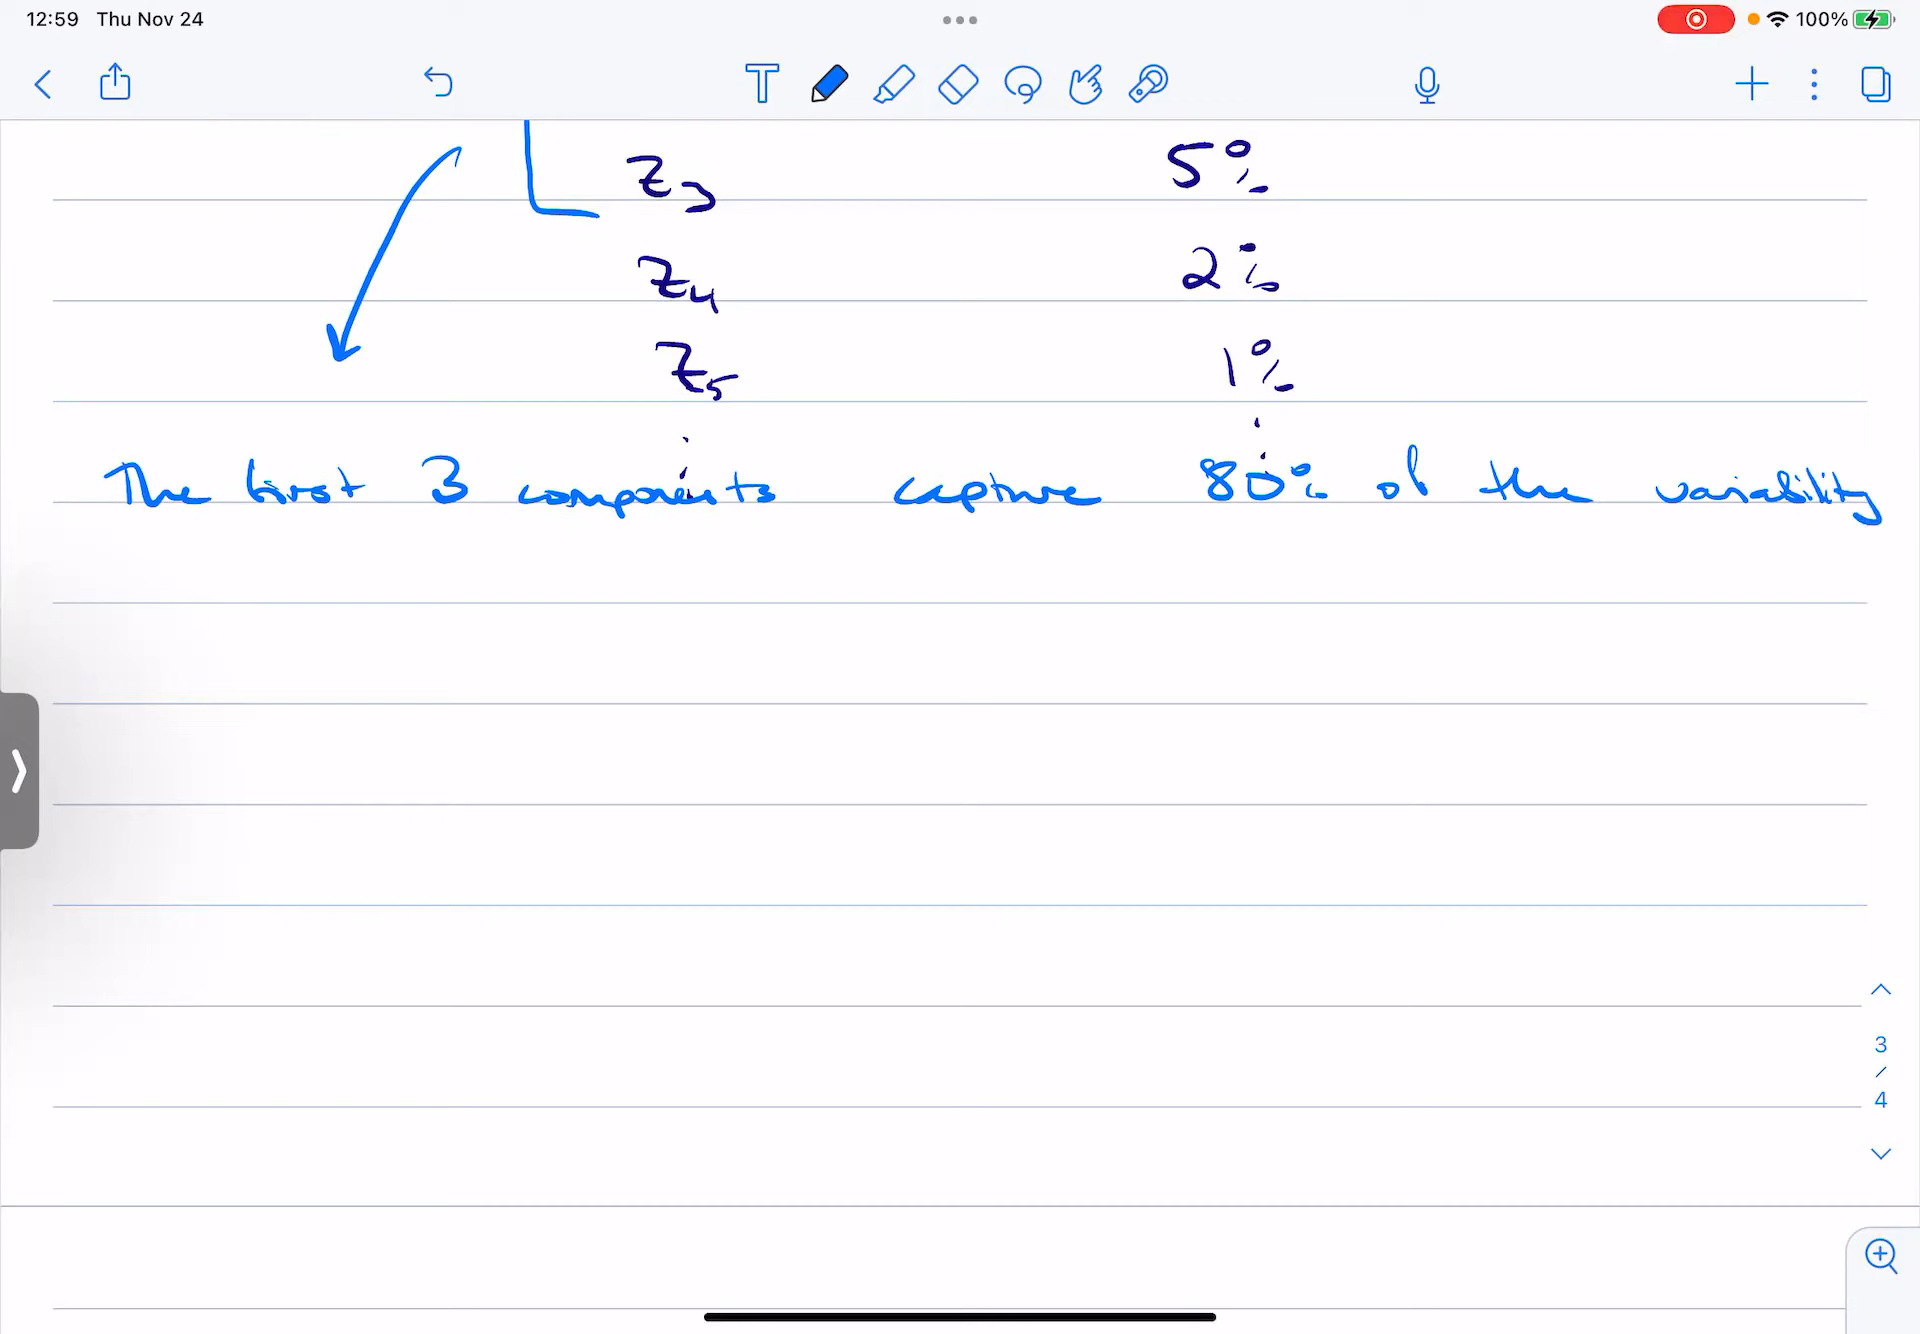 12:59 Thu Nov 24 100%
T
Z3 5%
Z4 2%
Z5 1%
The first 3 components capture 80% of the variability
3
/
4